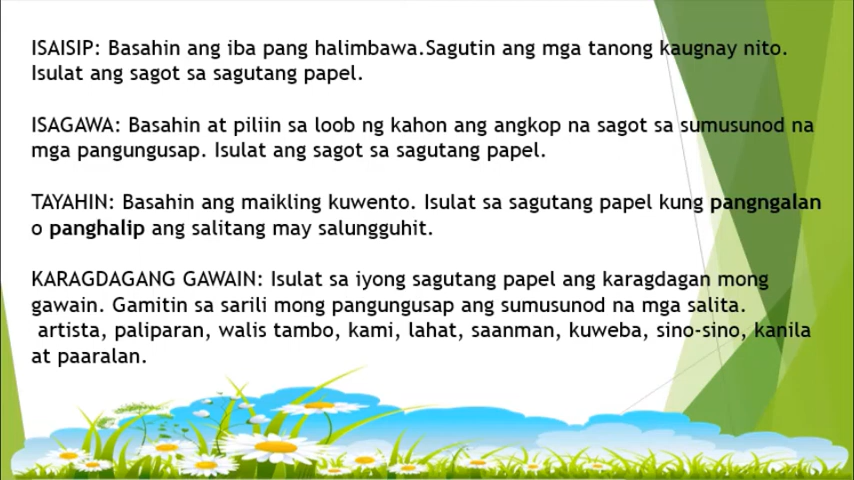 ISAISIP: Basahin ang iba pang halimbawa.Sagutin ang mga tanong kaugnay nito.
Isulat ang sagot sa sagutang papel.
ISAGAWA: Basahin at piliin sa loob ng kahon ang angkop na sagot sa sumusunod na
mga pangungusap. Isulat ang sagot sa sagutang papel.
TAYAHIN: Basahin ang maikling kuwento. Isulat sa sagutang papel kung pangngalan
o panghalip ang salitang may salungguhit.
KARAGDAGANG GAWAIN: Isulat sa iyong sagutang papel ang karagdagan mong
gawain. Gamitin sa sarili mong pangungusap ang sumusunod na mga salita.
artista, paliparan, walis tambo, kami, lahat, saanman, kuweba, sino-sino, kanila
at paaralan.